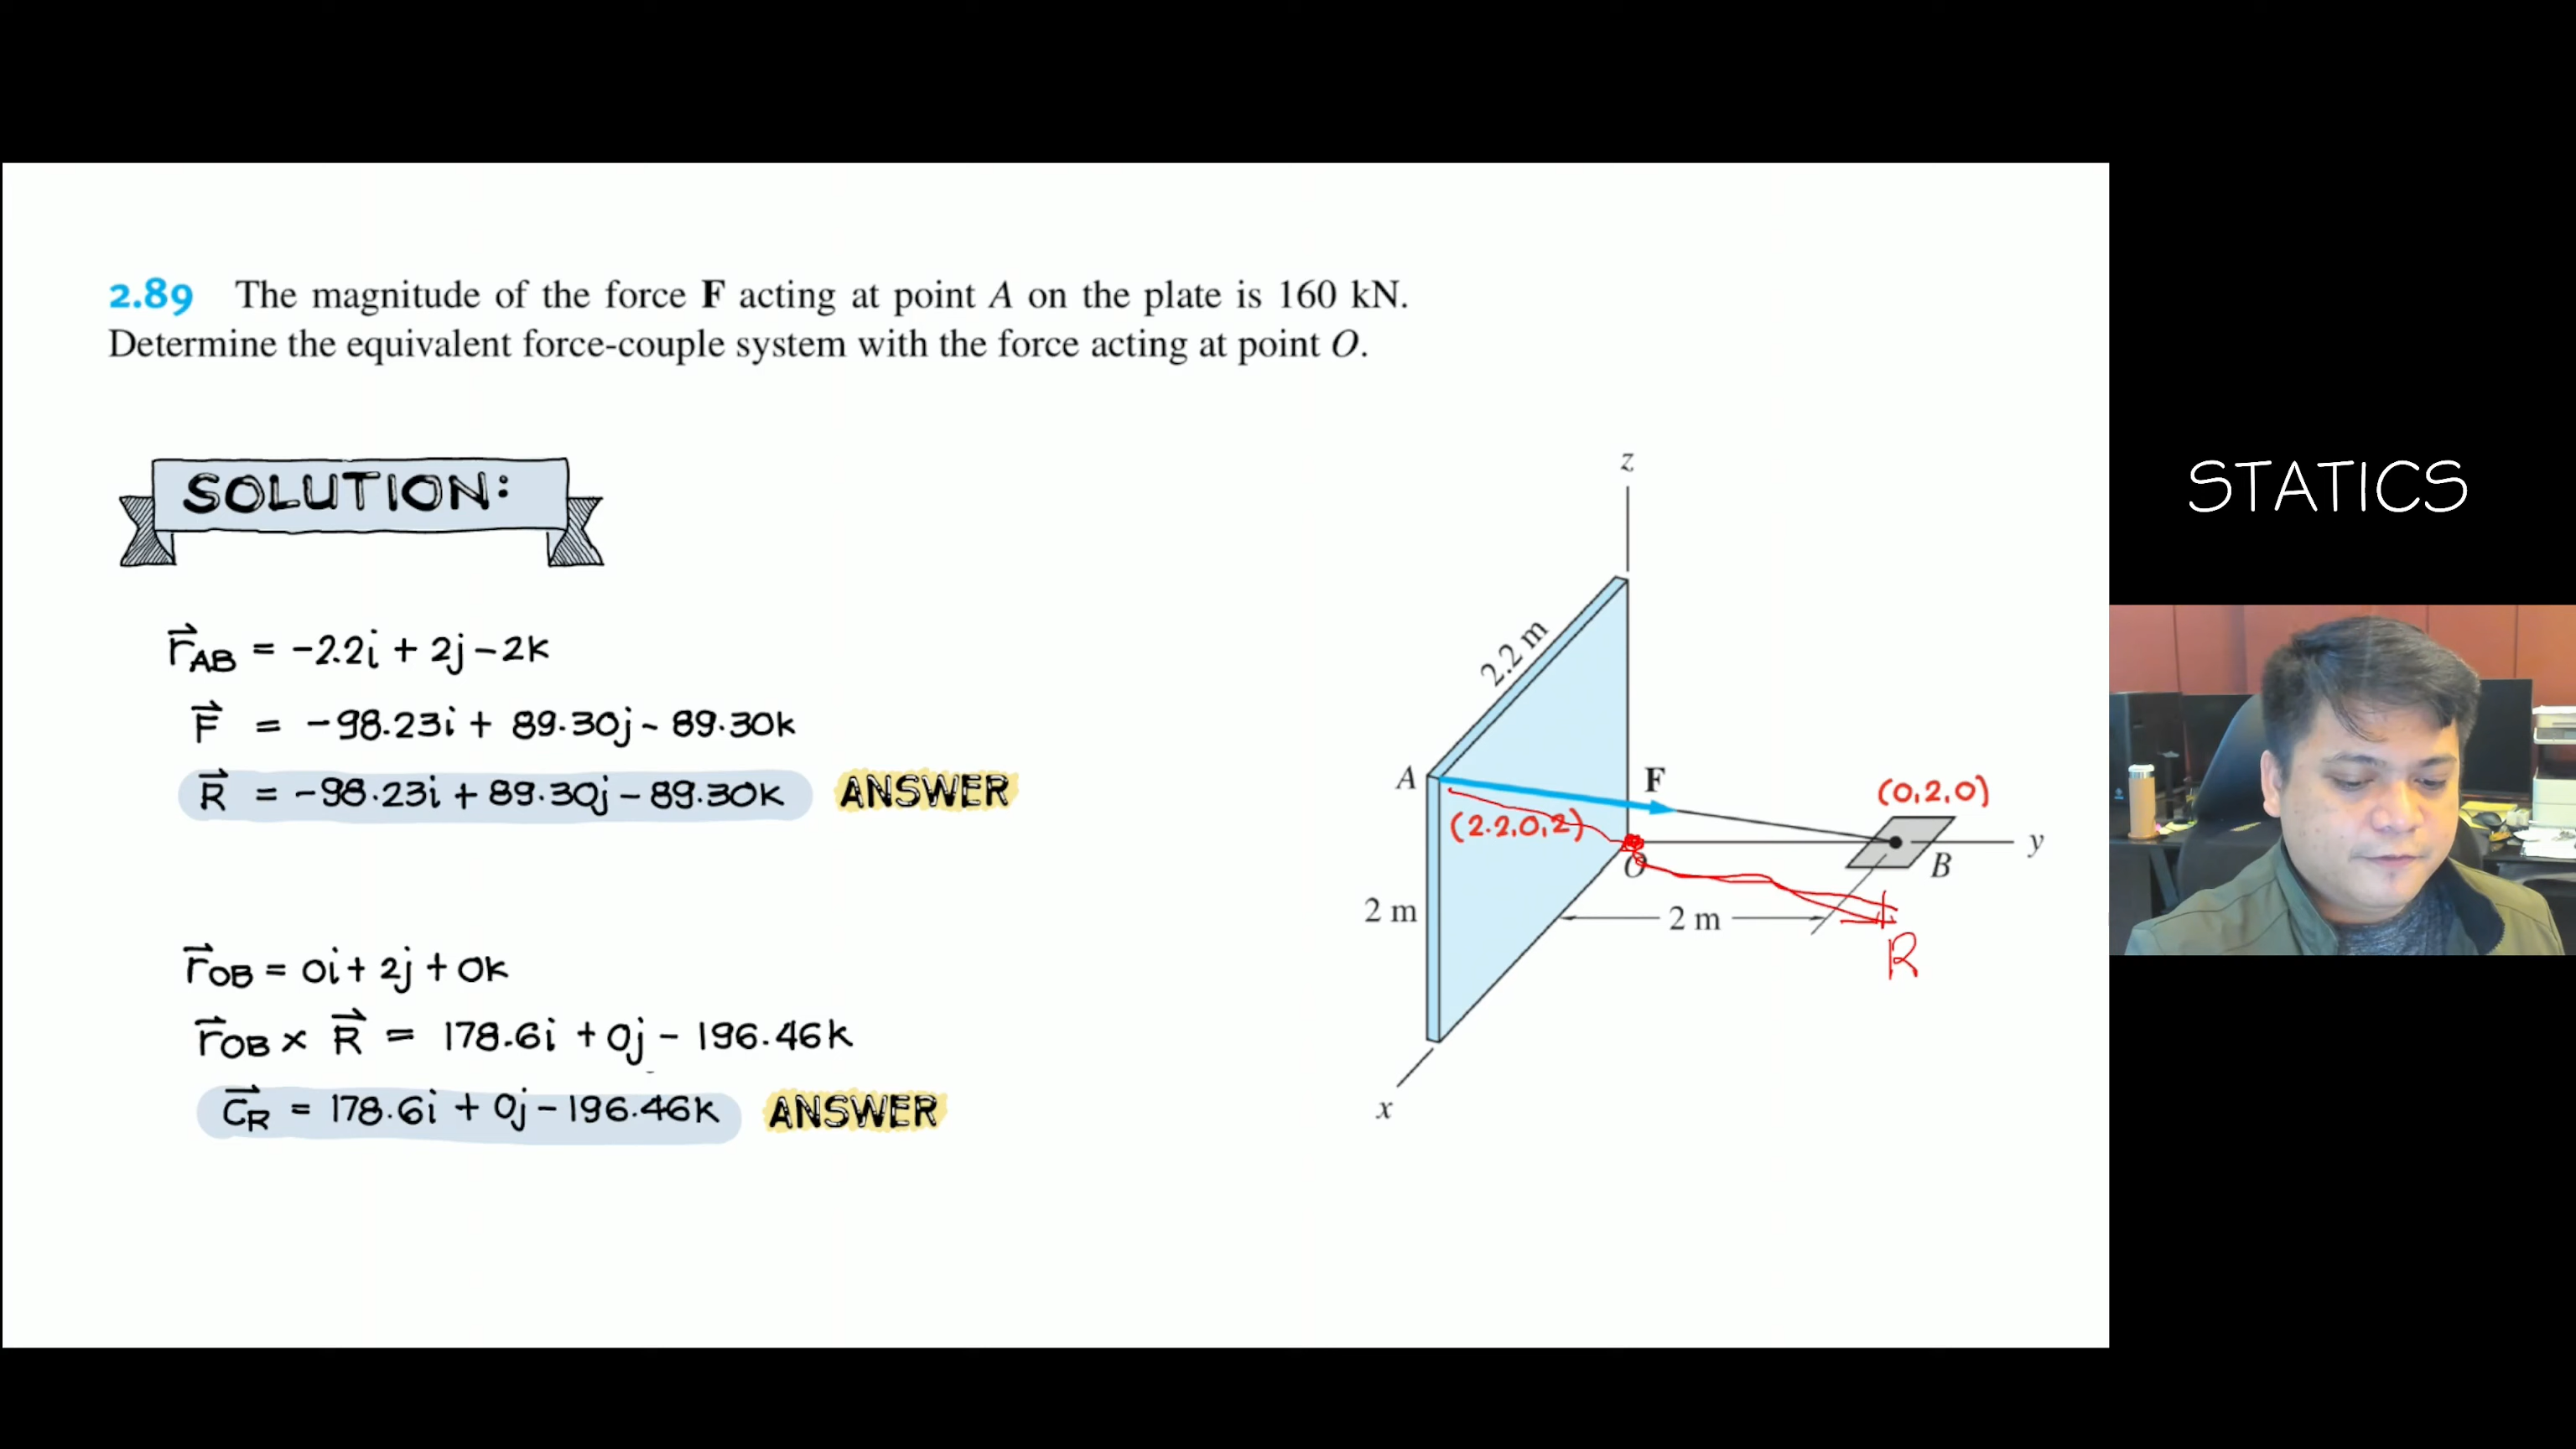 2.89 The magnitude of the force F acting at point A on the plate is 160 kN.
Determine the equivalent force-couple system with the force acting at point O.
SOLUTION:
r⃗AB = -2.2i + 2j - 2k
F⃗ = -98.23i + 89.30j - 89.30k
R⃗ = -98.23i + 89.30j - 89.30k ANSWER
r⃗OB = 0i + 2j + 0k
r⃗OB × R⃗ = 178.6i + 0j - 196.46k
C⃗R = 178.6i + 0j - 196.46k ANSWER
z
2.2 m
A
F
(0,2,0)
(2.2,0,2)
y
O
B
2 m
2 m
R
x
STATICS